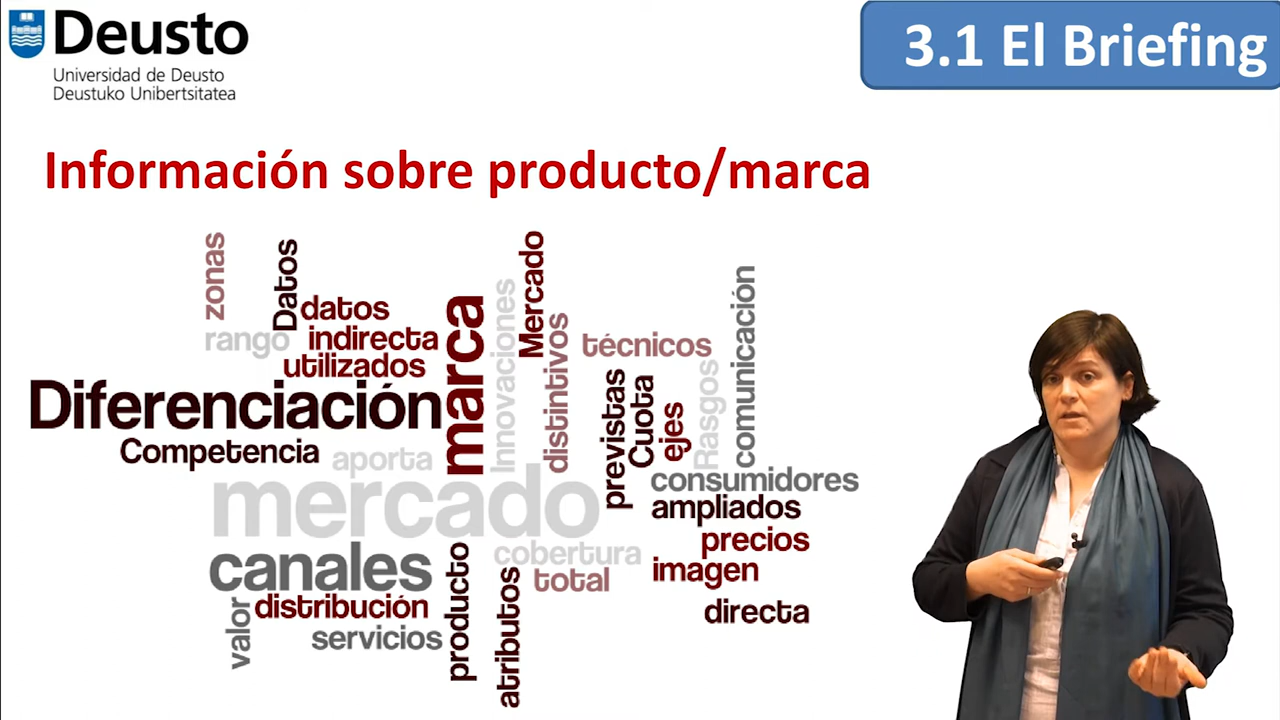 Deusto
Universidad de Deusto
Deustuko Unibertsitatea
3.1 El Briefing
Información sobre producto/marca
zonas
Datos
datos
rango
indirecta
utilizados
marca
Innovaciones
Mercado
distintivos
técnicos
comunicación
Diferenciación
Competencia
aporta
previstas
Cuota
ejes
Rasgos
mercado
consumidores
ampliados
canales
cobertura
precios
total
imagen
valor
distribución
servicios
producto
atributos
directa